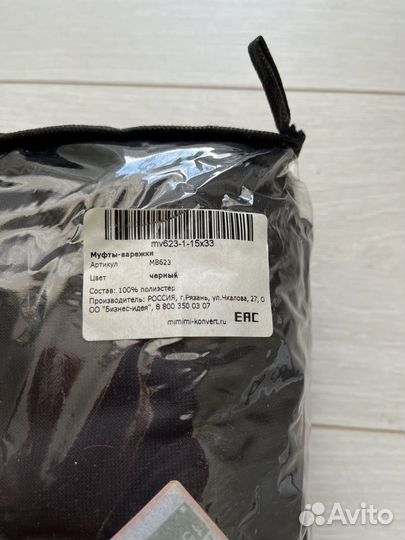 mv623-1-15x33
Муфты-варежки
Артикул МВ623
Цвет черный
Состав: 100% полиэстер
Производитель: РОССИЯ, г.Рязань, ул.Чкалова, 27, О
ОО "Бизнес-идея", 8 800 350 03 07
mimimi-konvert.ru
EAC
Avito